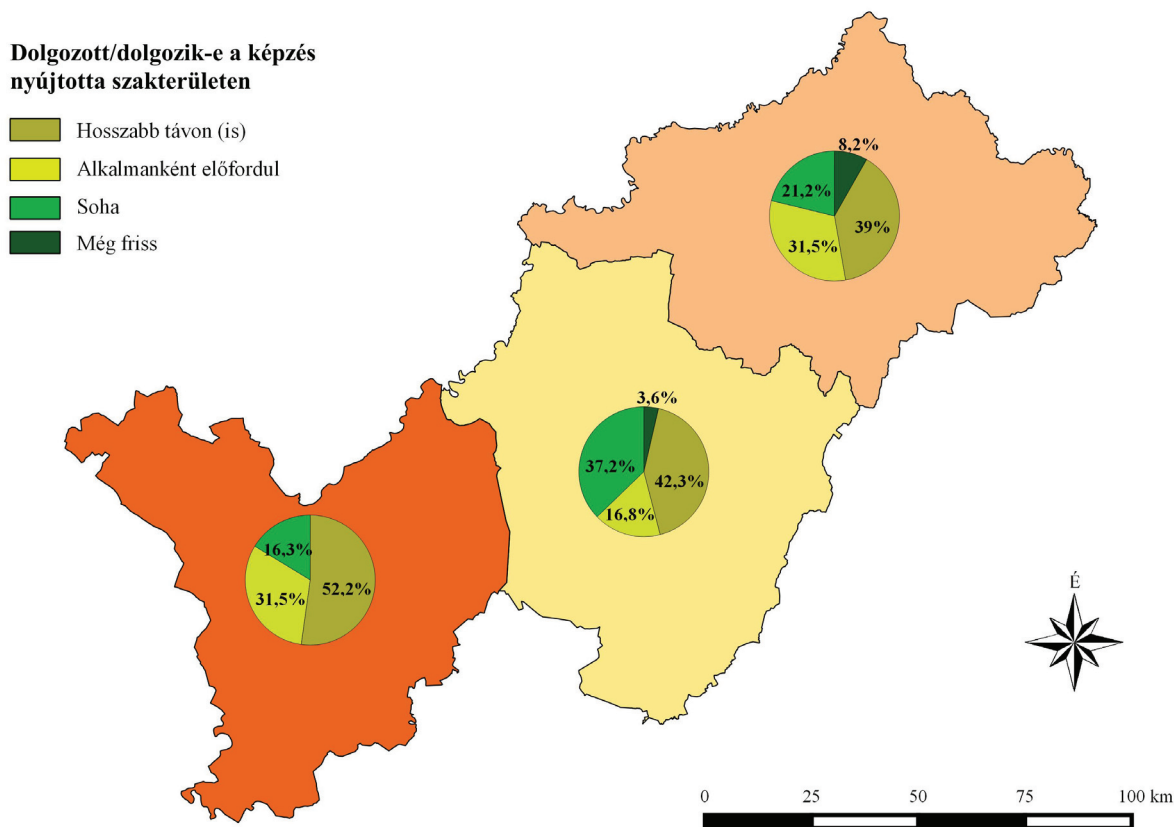 Dolgozott/dolgozik-e a képzés
nyújtotta szakterületen
Hosszabb távon (is)
Alkalmanként előfordul
Soha
Még friss
8,2%
21,2%
39%
31,5%
3,6%
37,2%
42,3%
16,8%
16,3%
52,2%
31,5%
É
0 25 50 75 100 km